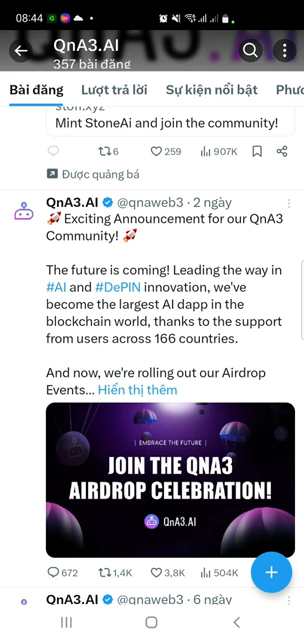 08:44
QnA3.AI
357 bài đăng
Bài đăng Lượt trả lời Sự kiện nổi bật Phươ
ston.xyz
Mint StoneAi and join the community!
6 259 907K
Được quảng bá
QnA3.AI @qnaweb3 · 2 ngày
🚀 Exciting Announcement for our QnA3
Community! 🚀
The future is coming! Leading the way in
#AI and #DePIN innovation, we've
become the largest AI dapp in the
blockchain world, thanks to the support
from users across 166 countries.
And now, we're rolling out our Airdrop
Events... Hiển thị thêm
| EMBRACE THE FUTURE |
JOIN THE QNA3
AIRDROP CELEBRATION!
QnA3.AI
672 1,4K 3,8K 504K
QnA3.AI @qnaweb3 · 6 ngày